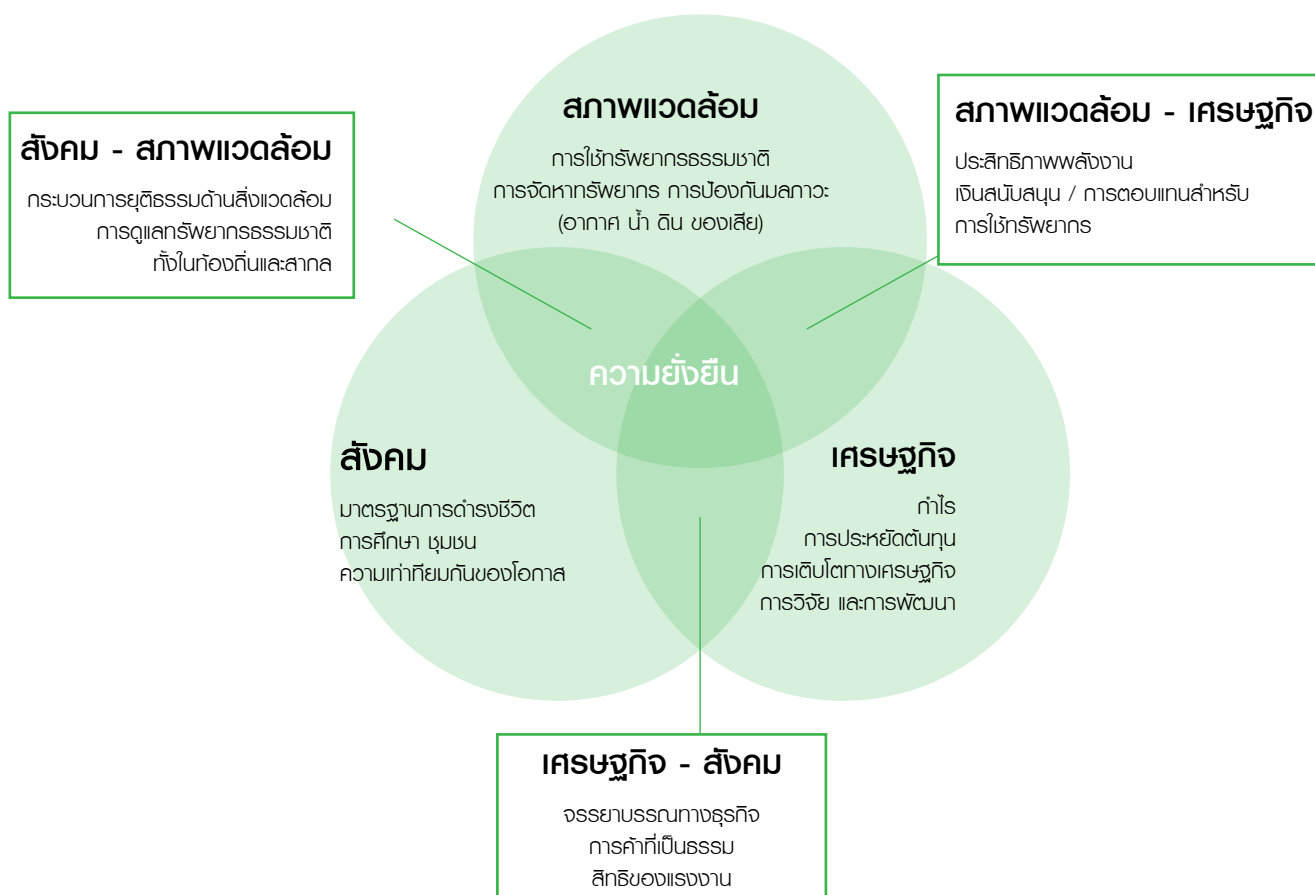 สภาพแวดล้อม
การใช้ทรัพยากรธรรมชาติ
การจัดหาทรัพยากร การป้องกันมลภาวะ
(อากาศ น้ำ ดิน ของเสีย)
สังคม - สภาพแวดล้อม
กระบวนการยุติธรรมด้านสิ่งแวดล้อม
การดูแลทรัพยากรธรรมชาติ
ทั้งในท้องถิ่นและสากล
สภาพแวดล้อม - เศรษฐกิจ
ประสิทธิภาพพลังงาน
เงินสนับสนุน / การตอบแทนสำหรับ
การใช้ทรัพยากร
ความยั่งยืน
สังคม
มาตรฐานการดำรงชีวิต
การศึกษา ชุมชน
ความเท่าทียมกันของโอกาส
เศรษฐกิจ
กำไร
การประหยัดต้นทุน
การเติบโตทางเศรษฐกิจ
การวิจัย และการพัฒนา
เศรษฐกิจ - สังคม
จรรยาบรรณทางธุรกิจ
การค้าที่เป็นธรรม
สิทธิของแรงงาน